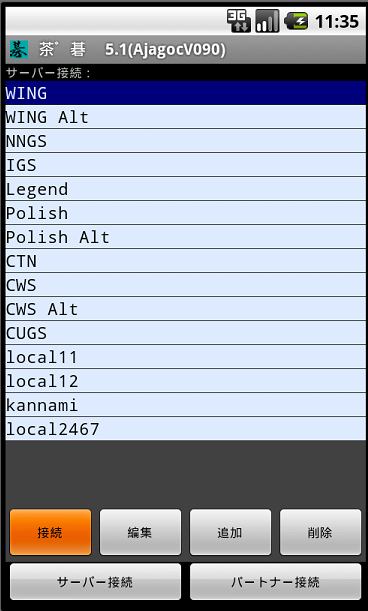 3G 11:35
碁 茶゛碁 5.1(AjagocV090)
サーバー接続：
WING
WING Alt
NNGS
IGS
Legend
Polish
Polish Alt
CTN
CWS
CWS Alt
CUGS
local11
local12
kannami
local2467
接続 編集 追加 削除
サーバー接続 パートナー接続